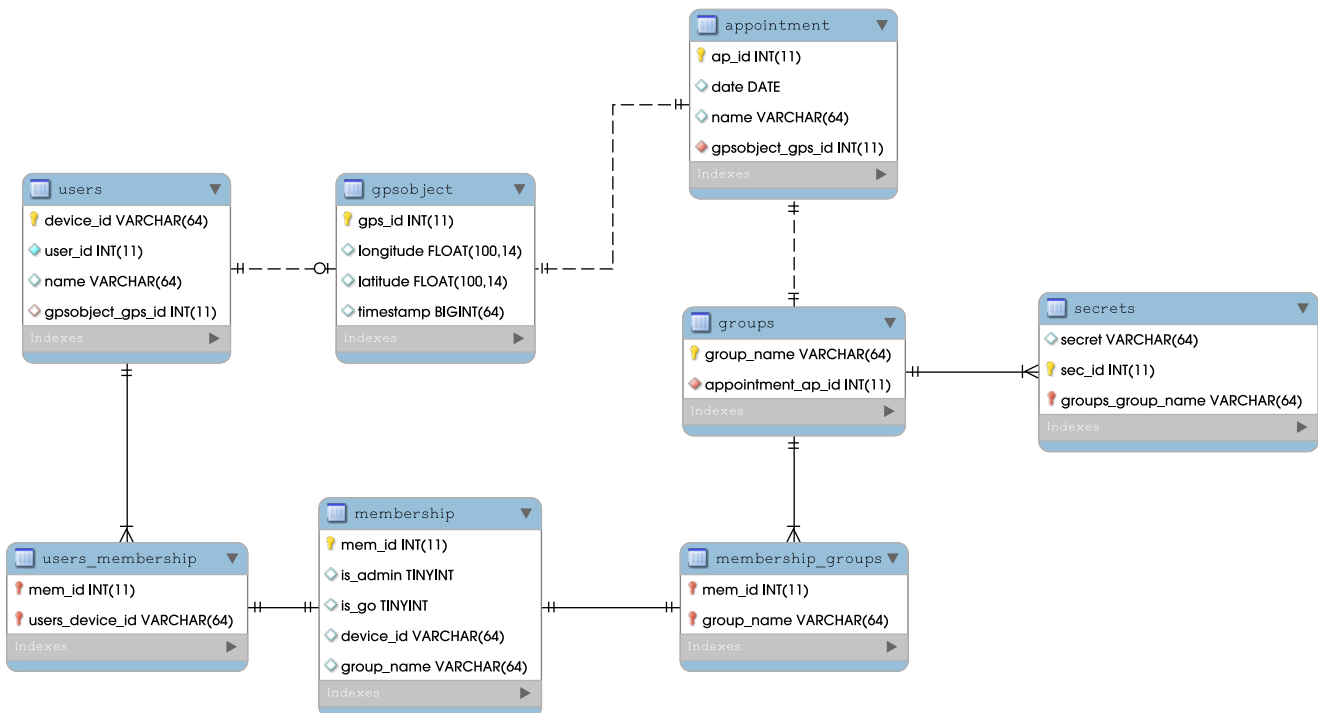 appointment
ap_id INT(11)
date DATE
name VARCHAR(64)
gpsobject_gps_id INT(11)
Indexes
users
device_id VARCHAR(64)
user_id INT(11)
name VARCHAR(64)
gpsobject_gps_id INT(11)
Indexes
gpsobject
gps_id INT(11)
longitude FLOAT(100,14)
latitude FLOAT(100,14)
timestamp BIGINT(64)
Indexes
groups
group_name VARCHAR(64)
appointment_ap_id INT(11)
Indexes
secrets
secret VARCHAR(64)
sec_id INT(11)
groups_group_name VARCHAR(64)
Indexes
users_membership
mem_id INT(11)
users_device_id VARCHAR(64)
Indexes
membership
mem_id INT(11)
is_admin TINYINT
is_go TINYINT
device_id VARCHAR(64)
group_name VARCHAR(64)
Indexes
membership_groups
mem_id INT(11)
group_name VARCHAR(64)
Indexes